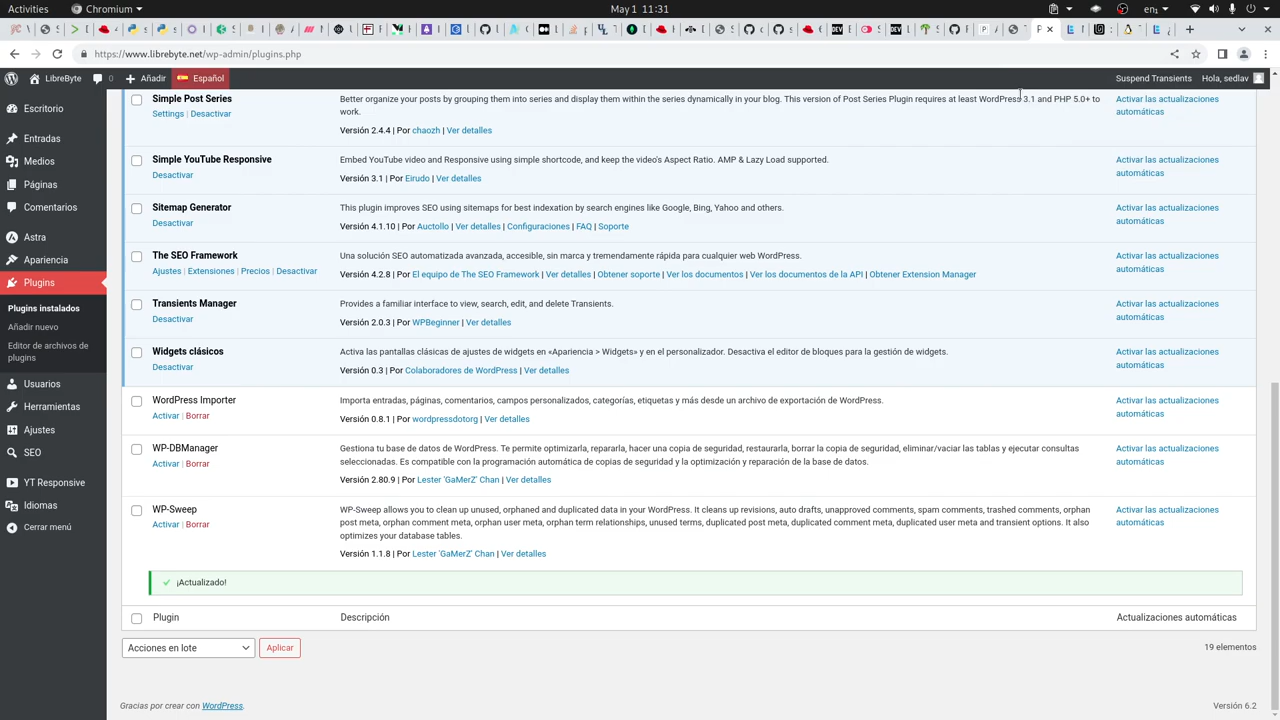 Activities
Chromium
May 1 11:31
https://www.librebyte.net/wp-admin/plugins.php
LibreByte
0
Añadir
Español
Suspend Transients
Hola, sedlav
Escritorio
Entradas
Medios
Páginas
Comentarios
Astra
Apariencia
Plugins
Plugins instalados
Añadir nuevo
Editor de archivos de
plugins
Usuarios
Herramientas
Ajustes
SEO
YT Responsive
Idiomas
Cerrar menú
Simple Post Series
Settings | Desactivar
Better organize your posts by grouping them into series and display them within the series dynamically in your blog. This version of Post Series Plugin requires at least WordPress 3.1 and PHP 5.0+ to
work.
Versión 2.4.4 | Por chaozh | Ver detalles
Activar las actualizaciones
automáticas
Simple YouTube Responsive
Desactivar
Embed YouTube video and Responsive using simple shortcode, and keep the video's Aspect Ratio. AMP & Lazy Load supported.
Versión 3.1 | Por Eirudo | Ver detalles
Activar las actualizaciones
automáticas
Sitemap Generator
Desactivar
This plugin improves SEO using sitemaps for best indexation by search engines like Google, Bing, Yahoo and others.
Versión 4.1.10 | Por Auctollo | Ver detalles | Configuraciones | FAQ | Soporte
Activar las actualizaciones
automáticas
The SEO Framework
Ajustes | Extensiones | Precios | Desactivar
Una solución SEO automatizada avanzada, accesible, sin marca y tremendamente rápida para cualquier web WordPress.
Versión 4.2.8 | Por El equipo de The SEO Framework | Ver detalles | Obtener soporte | Ver los documentos | Ver los documentos de la API | Obtener Extension Manager
Activar las actualizaciones
automáticas
Transients Manager
Desactivar
Provides a familiar interface to view, search, edit, and delete Transients.
Versión 2.0.3 | Por WPBeginner | Ver detalles
Activar las actualizaciones
automáticas
Widgets clásicos
Desactivar
Activa las pantallas clásicas de ajustes de widgets en «Apariencia > Widgets» y en el personalizador. Desactiva el editor de bloques para la gestión de widgets.
Versión 0.3 | Por Colaboradores de WordPress | Ver detalles
Activar las actualizaciones
automáticas
WordPress Importer
Activar | Borrar
Importa entradas, páginas, comentarios, campos personalizados, categorías, etiquetas y más desde un archivo de exportación de WordPress.
Versión 0.8.1 | Por wordpressdotorg | Ver detalles
Activar las actualizaciones
automáticas
WP-DBManager
Activar | Borrar
Gestiona tu base de datos de WordPress. Te permite optimizarla, repararla, hacer una copia de seguridad, restaurarla, borrar la copia de seguridad, eliminar/vaciar las tablas y ejecutar consultas
seleccionadas. Es compatible con la programación automática de copias de seguridad y la optimización y reparación de la base de datos.
Versión 2.80.9 | Por Lester 'GaMerZ' Chan | Ver detalles
Activar las actualizaciones
automáticas
WP-Sweep
Activar | Borrar
WP-Sweep allows you to clean up unused, orphaned and duplicated data in your WordPress. It cleans up revisions, auto drafts, unapproved comments, spam comments, trashed comments, orphan
post meta, orphan comment meta, orphan user meta, orphan term relationships, unused terms, duplicated post meta, duplicated comment meta, duplicated user meta and transient options. It also
optimizes your database tables.
Versión 1.1.8 | Por Lester 'GaMerZ' Chan | Ver detalles
Activar las actualizaciones
automáticas
¡Actualizado!
Plugin
Descripción
Actualizaciones automáticas
Acciones en lote
Aplicar
19 elementos
Gracias por crear con WordPress.
Versión 6.2